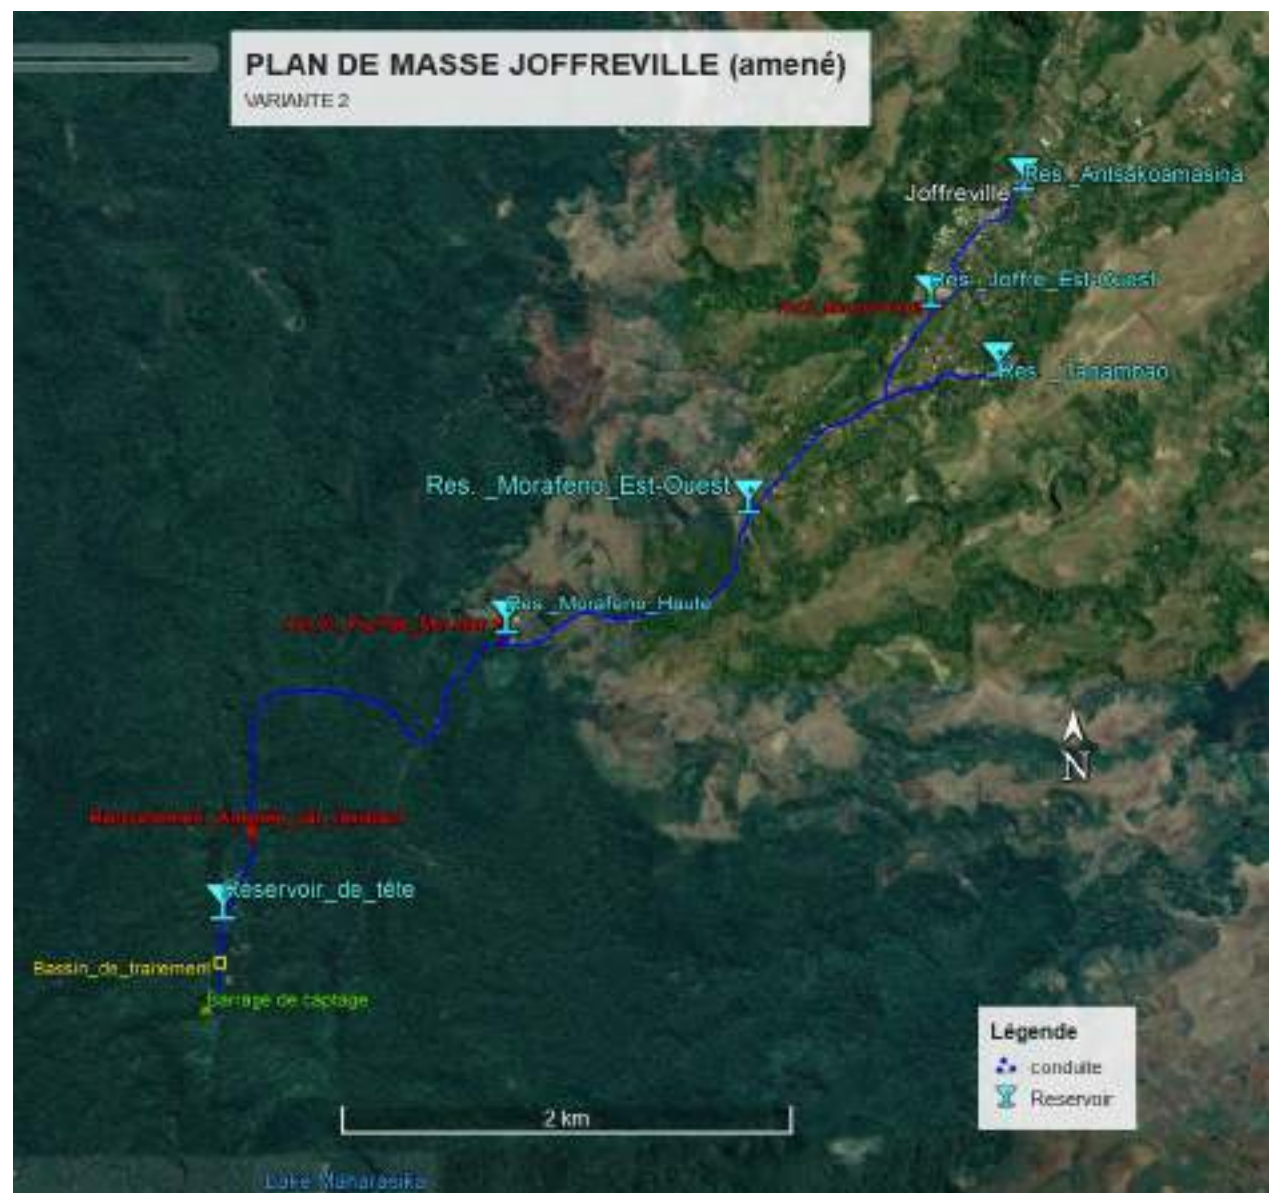 PLAN DE MASSE JOFFREVILLE (amené)
VARIANTE 2
Res._Antsakoamasina
Joffreville
Res._Joffre_Est-Ouest
Res._Tanambao
Res. _Morafeno_Est-Ouest
Res._Morafeno_Haute
Reservoir_de_tête
Bassin_de_traitement
Barrage de captage
N
Légende
conduite
Reservoir
2 km
Lake Maharasika